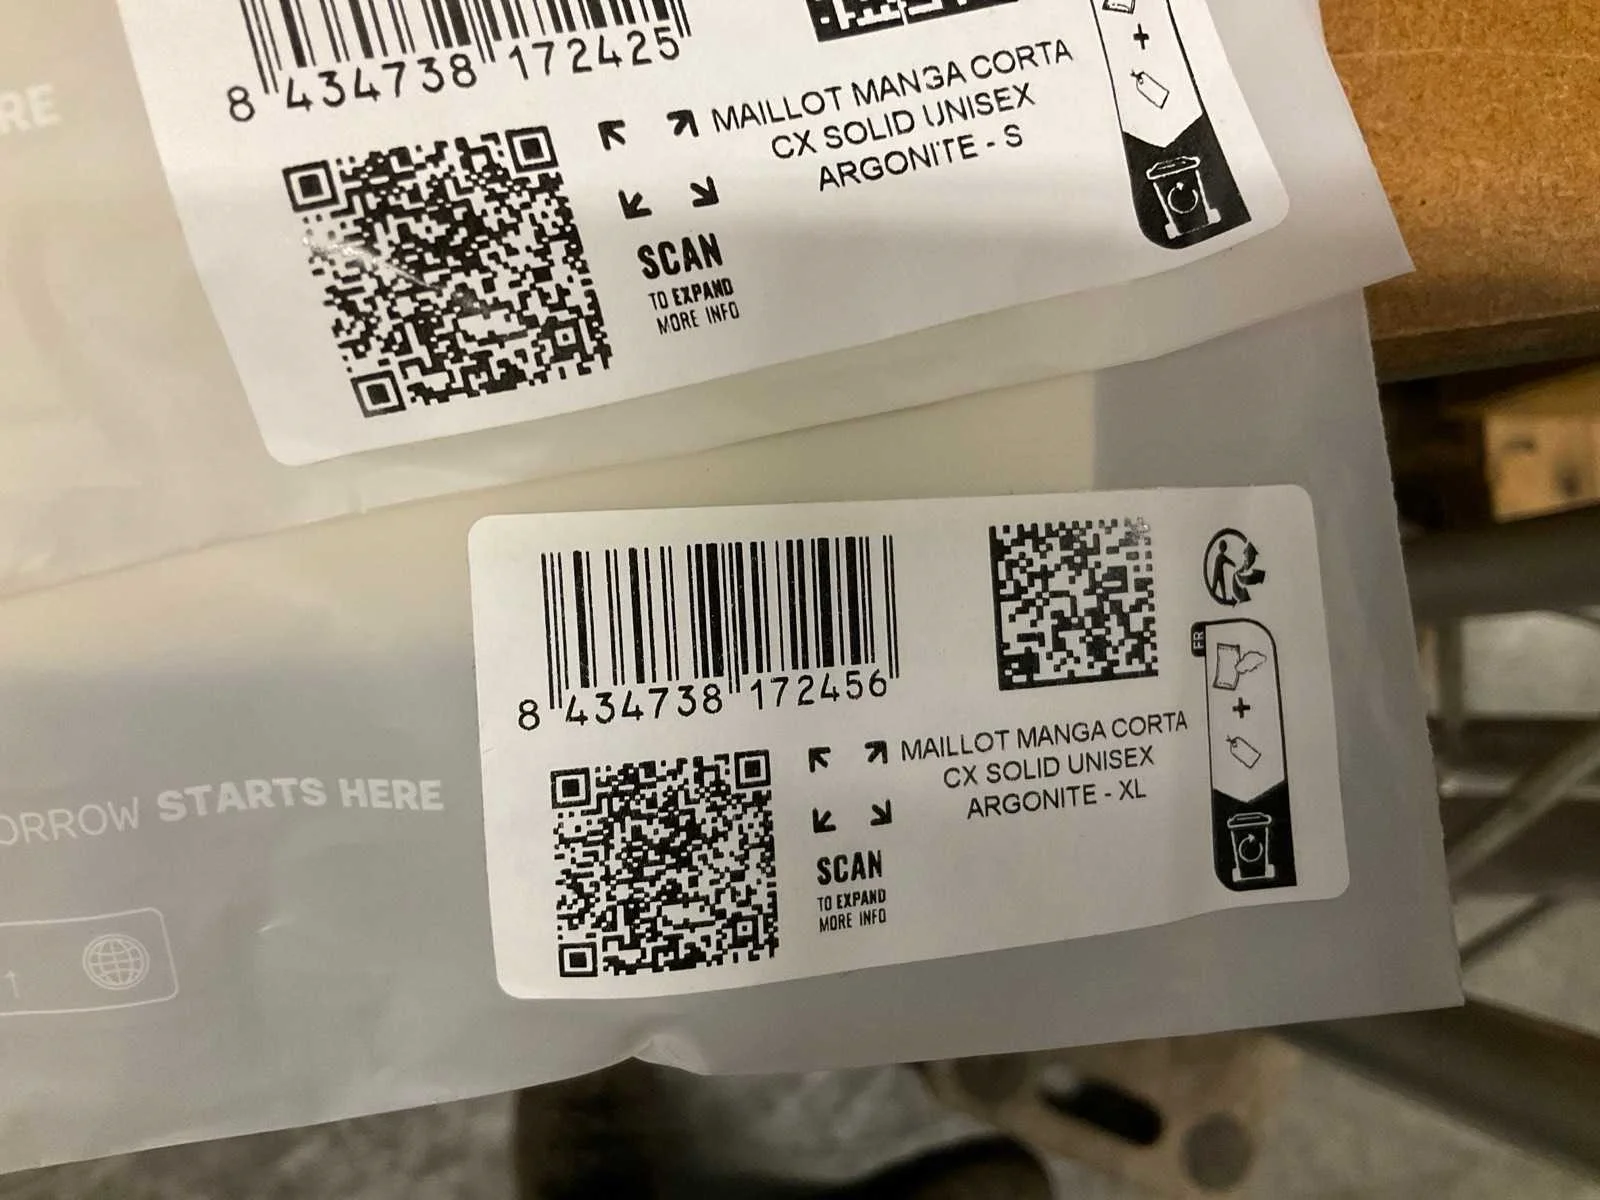 RE
8 434738 172425
MAILLOT MANGA CORTA
CX SOLID UNISEX
ARGONITE - S
SCAN
TO EXPAND
MORE INFO
8 434738 172456
FR
MAILLOT MANGA CORTA
CX SOLID UNISEX
ARGONITE - XL
SCAN
TO EXPAND
MORE INFO
ORROW STARTS HERE
1